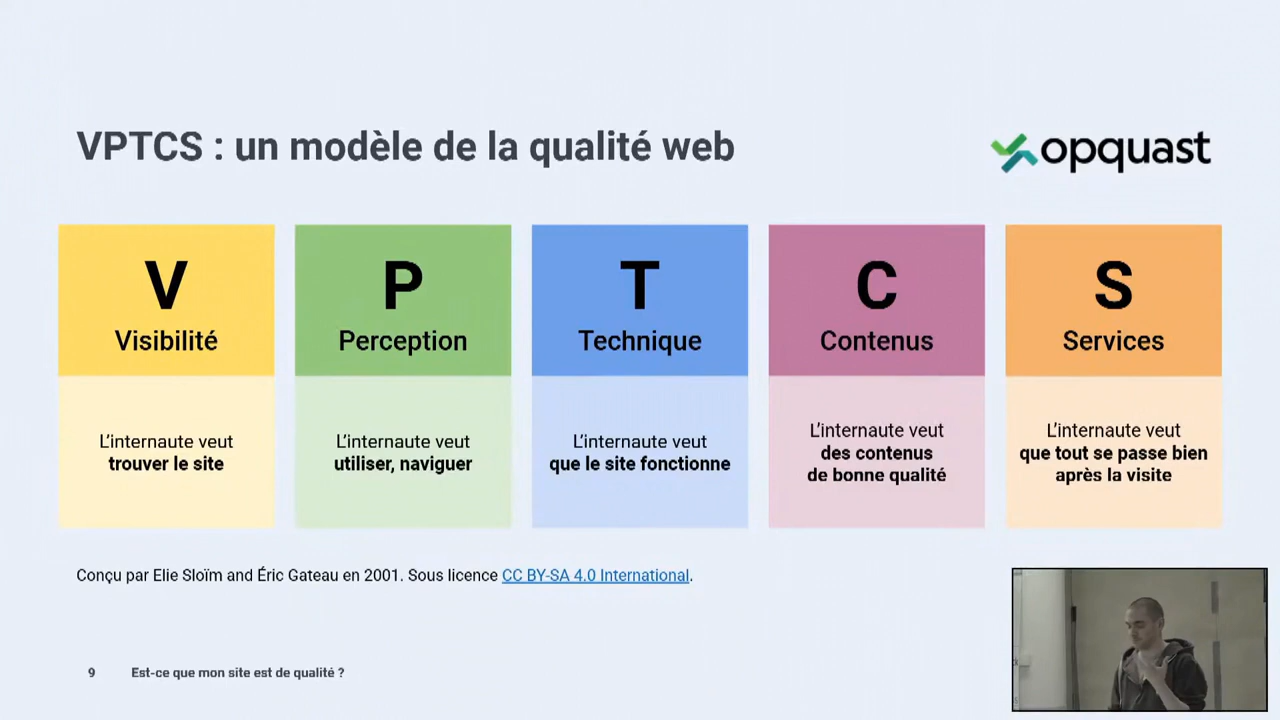 VPTCS : un modèle de la qualité web
opquast
V
Visibilité
L’internaute veut
trouver le site
P
Perception
L’internaute veut
utiliser, naviguer
T
Technique
L’internaute veut
que le site fonctionne
C
Contenus
L’internaute veut
des contenus
de bonne qualité
S
Services
L’internaute veut
que tout se passe bien
après la visite
Conçu par Elie Sloïm and Éric Gateau en 2001. Sous licence CC BY-SA 4.0 International.
9 Est-ce que mon site est de qualité ?